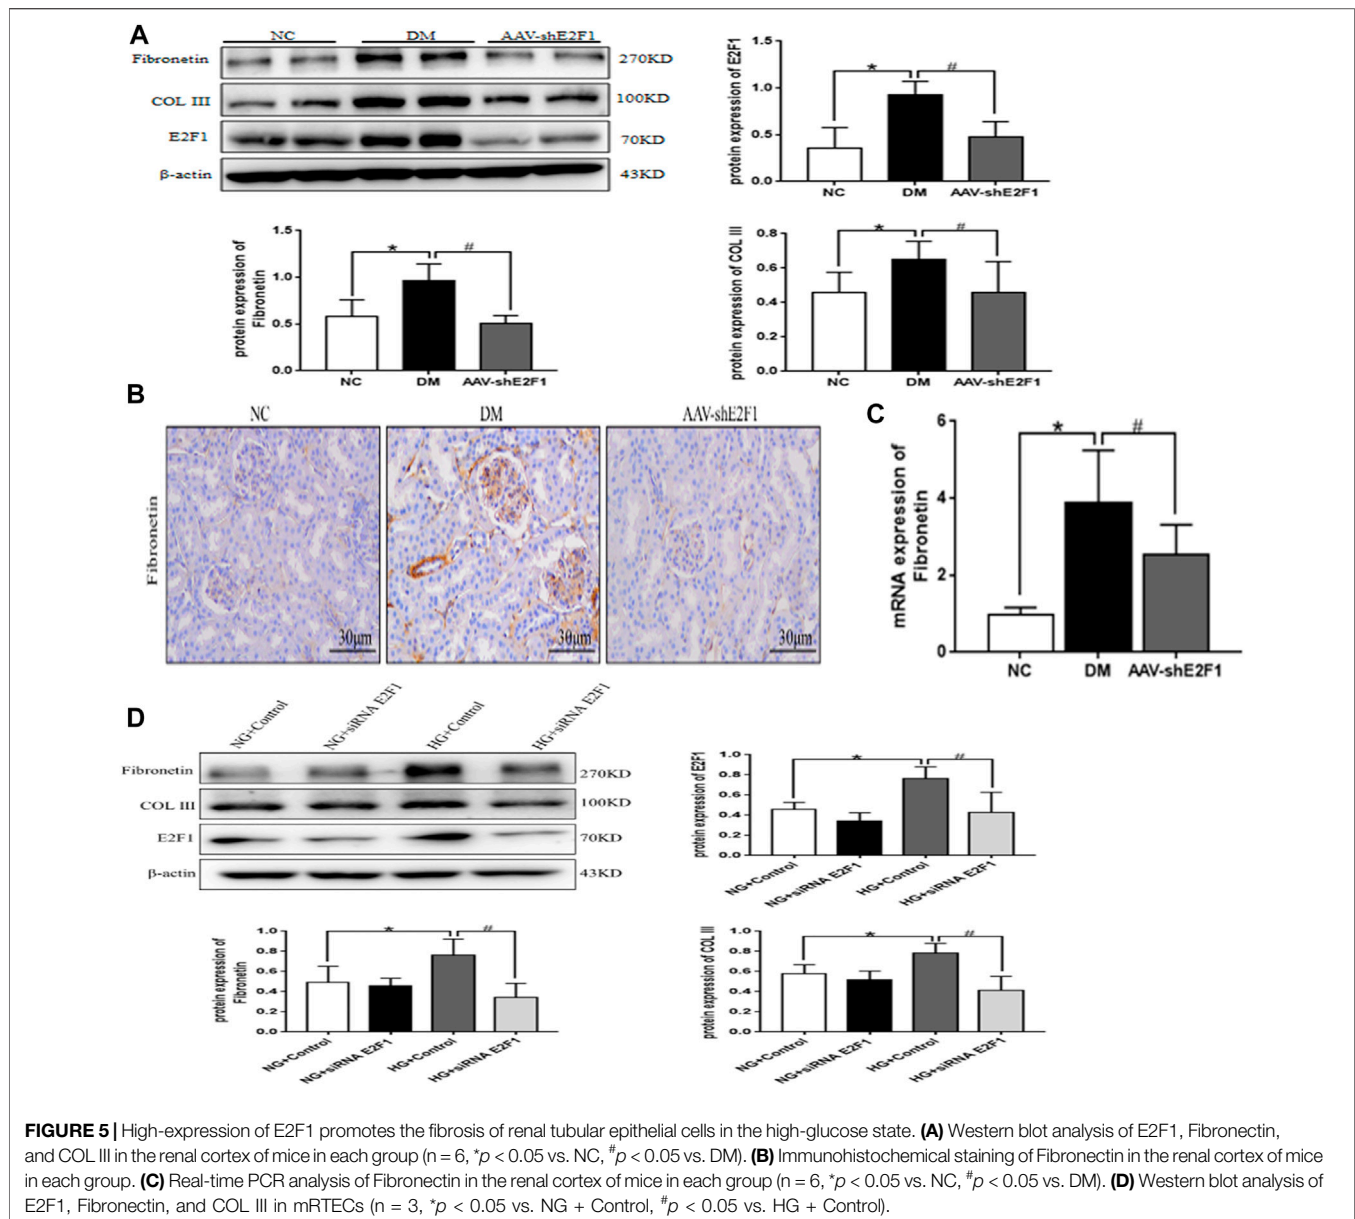 A
NC DM AAV-shE2F1
Fibronetin 270KD
COL III 100KD
E2F1 70KD
β-actin 43KD
protein expression of E2F1
1.5
1.0
0.5
0.0
NC DM AAV-shE2F1
* #
protein expression of
Fibronetin
1.5
1.0
0.5
0.0
NC DM AAV-shE2F1
* #
protein expression of COL III
0.8
0.6
0.4
0.2
0.0
NC DM AAV-shE2F1
* #
B
NC DM AAV-shE2F1
Fibronetin
30μm 30μm 30μm
C
mRNA expression of
Fibronetin
6
4
2
0
NC DM AAV-shE2F1
* #
D
NG+Control NG+siRNA E2F1 HG+Control HG+siRNA E2F1
Fibronetin 270KD
COL III 100KD
E2F1 70KD
β-actin 43KD
protein expression of E2F1
1.0
0.8
0.6
0.4
0.2
0.0
NG+Control NG+siRNA E2F1 HG+Control HG+siRNA E2F1
* #
protein expression of
Fibronetin
1.0
0.8
0.6
0.4
0.2
0.0
NG+Control NG+siRNA E2F1 HG+Control HG+siRNA E2F1
* #
protein expression of COL III
1.0
0.8
0.6
0.4
0.2
0.0
NG+Control NG+siRNA E2F1 HG+Control HG+siRNA E2F1
* #
FIGURE 5 | High-expression of E2F1 promotes the fibrosis of renal tubular epithelial cells in the high-glucose state. (A) Western blot analysis of E2F1, Fibronectin,
and COL III in the renal cortex of mice in each group (n = 6, *p < 0.05 vs. NC, #p < 0.05 vs. DM). (B) Immunohistochemical staining of Fibronectin in the renal cortex of mice
in each group. (C) Real-time PCR analysis of Fibronectin in the renal cortex of mice in each group (n = 6, *p < 0.05 vs. NC, #p < 0.05 vs. DM). (D) Western blot analysis of
E2F1, Fibronectin, and COL III in mRTECs (n = 3, *p < 0.05 vs. NG + Control, #p < 0.05 vs. HG + Control).